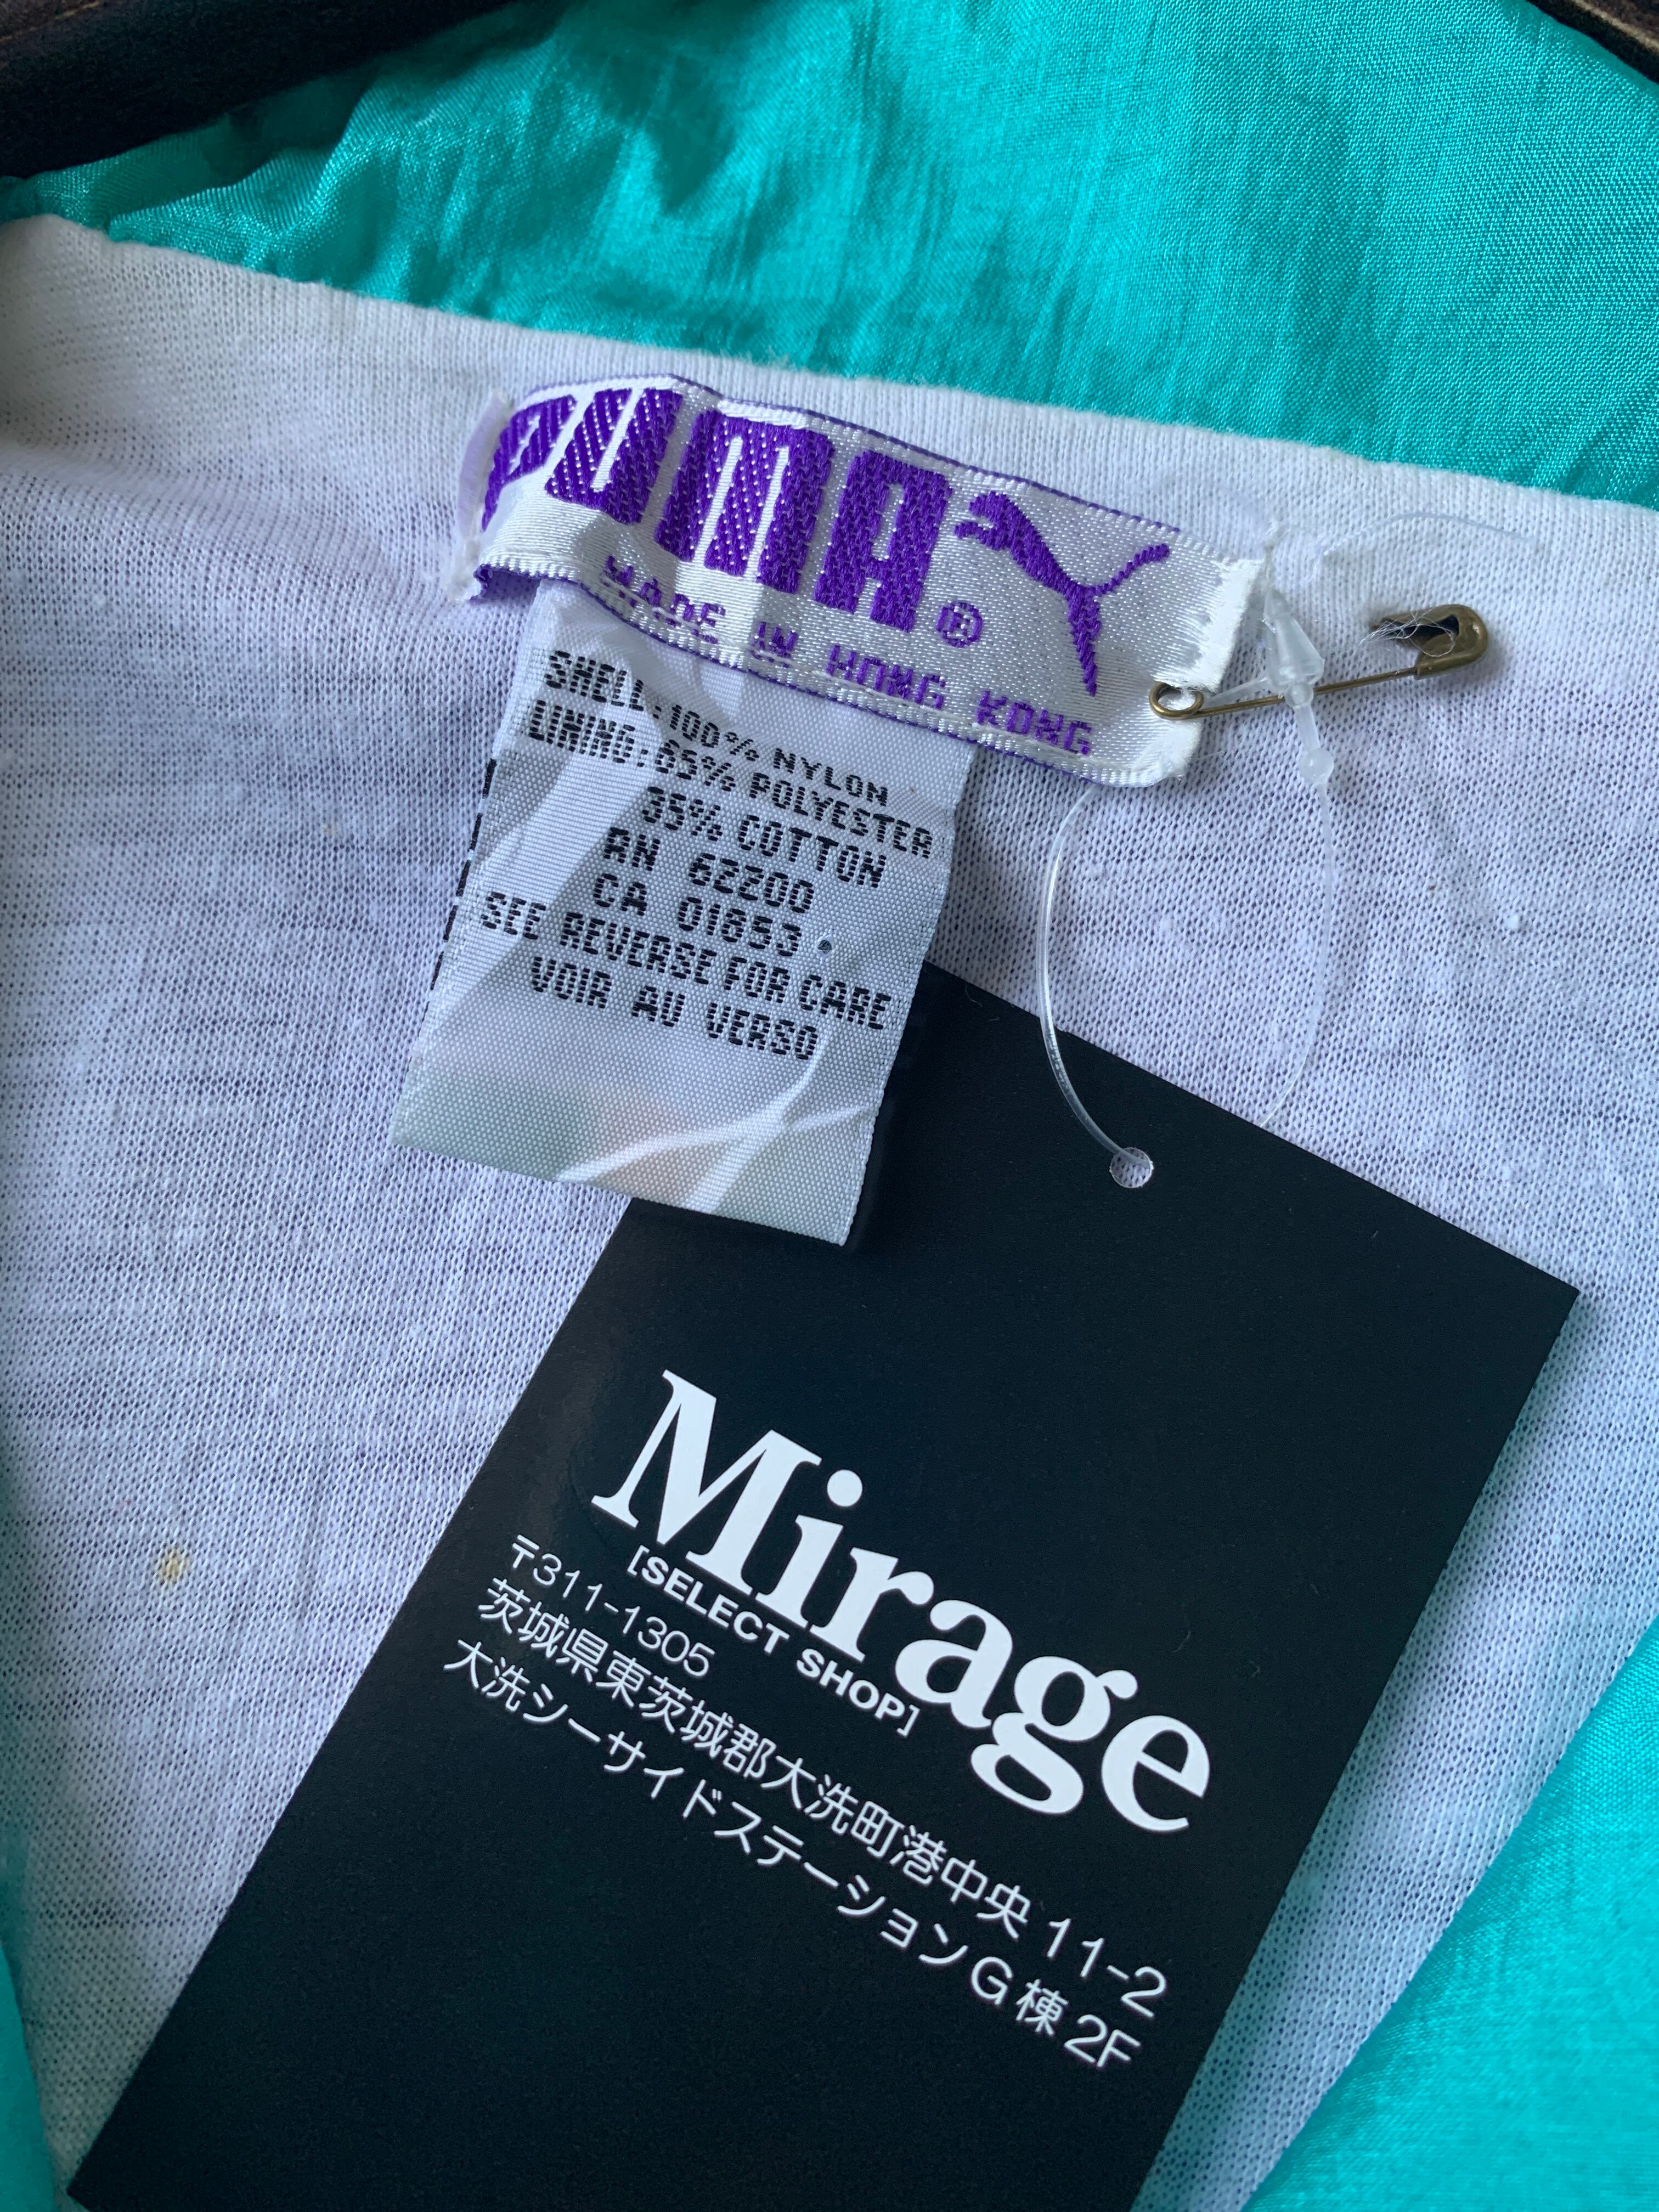 PUMA®
MADE IN HONG KONG
SHELL:100% NYLON
LINING:65% POLYESTER
35% COTTON
RN 62200
CA 01853
SEE REVERSE FOR CARE
VOIR AU VERSO
Mirage
[SELECT SHOP]
〒311-1305
茨城県東茨城郡大洗町港中央 11-2
大洗シーサイドステーションG棟 2F